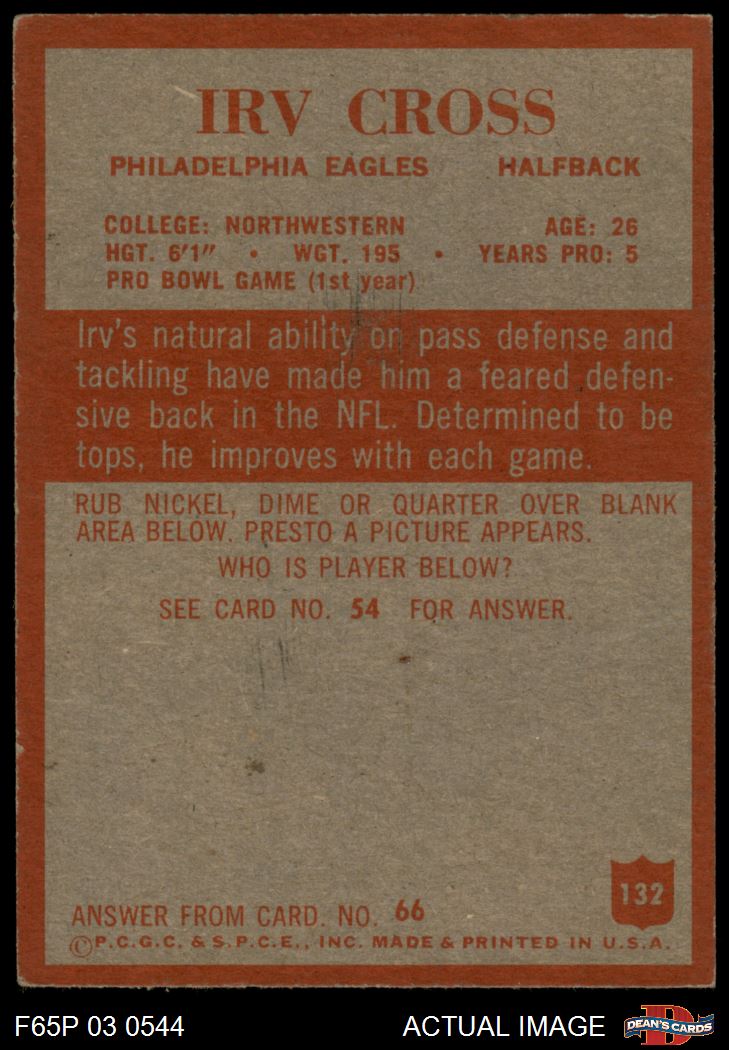 IRV CROSS
PHILADELPHIA EAGLES HALFBACK
COLLEGE: NORTHWESTERN AGE: 26
HGT. 6'1" • WGT. 195 • YEARS PRO: 5
PRO BOWL GAME (1st year)
Irv's natural ability on pass defense and
tackling have made him a feared defen-
sive back in the NFL. Determined to be
tops, he improves with each game.
RUB NICKEL, DIME OR QUARTER OVER BLANK
AREA BELOW. PRESTO A PICTURE APPEARS.
WHO IS PLAYER BELOW?
SEE CARD NO. 54 FOR ANSWER.
132
ANSWER FROM CARD. NO. 66
©P.C.G.C. & S.P.C.E., INC. MADE & PRINTED IN U.S.A.
F65P 03 0544 ACTUAL IMAGE
D
DEAN'S CARDS